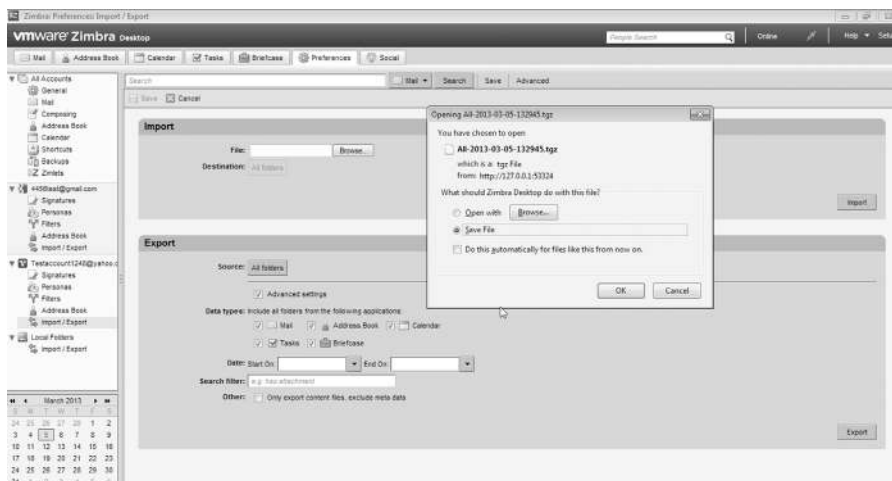 Zimbra: Preferences: Import / Export
vmware Zimbra Desktop
People Search
Online
Help
Setu
Mail
Address Book
Calendar
Tasks
Briefcase
Preferences
Social
All Accounts
General
Mail
Composing
Address Book
Calendar
Shortcuts
Backups
Zimlets
Signatures
Personas
Filters
Address Book
Import / Export
Testaccount1240@yahoo.c
Signatures
Personas
Filters
Address Book
Import / Export
Local Folders
Import / Export
March 2013
S M T W T F S
24 25 26 27 28 1 2
3 4 5 6 7 8 9
10 11 12 13 14 15 16
17 18 19 20 21 22 23
24 25 26 27 28 29 30
Search
Mail
Search
Save
Advanced
Save
Cancel
Import
File:
Browse...
Destination: All folders
Import
Export
Source: All folders
Advanced settings
Data types: Include all folders from the following applications:
Mail
Address Book
Calendar
Tasks
Briefcase
Date: Start On:
End On:
Search filter: e.g. has:attachment
Other: Only export content files, exclude meta data
Export
Opening All-2013-03-05-132945.tgz
You have chosen to open
All-2013-03-05-132945.tgz
which is a: tgz File
from: http://127.0.0.1:53324
What should Zimbra Desktop do with this file?
Open with
Browse...
Save File
Do this automatically for files like this from now on.
OK
Cancel